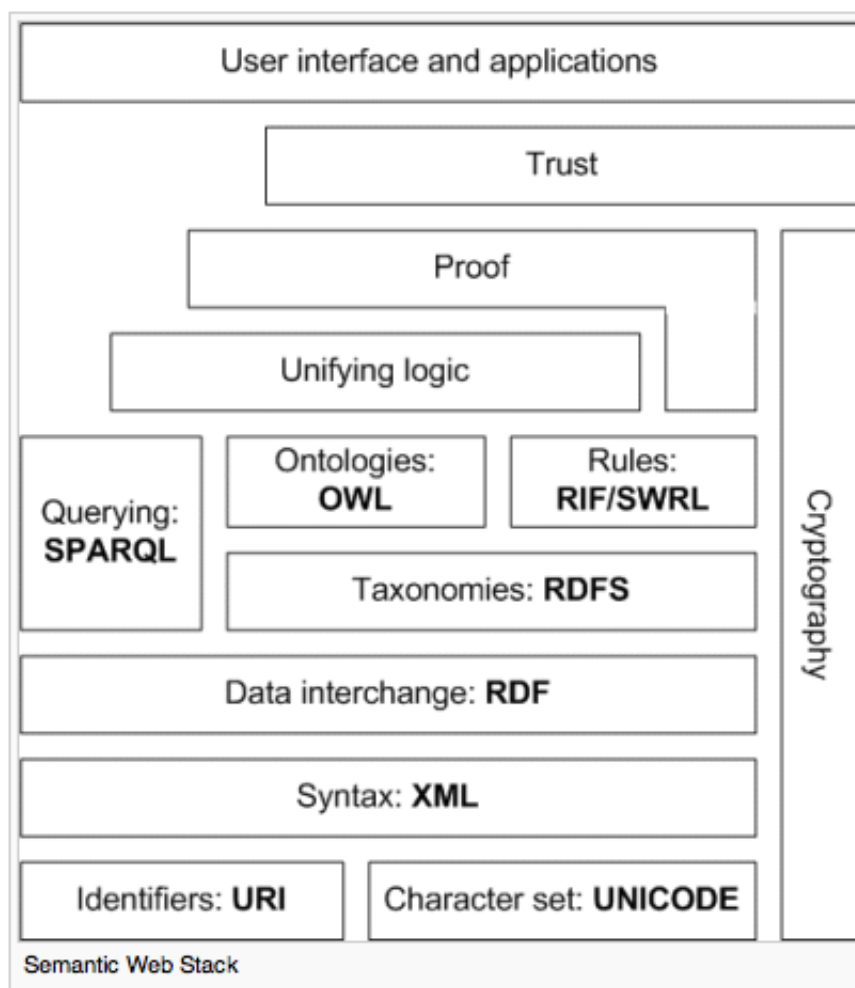 User interface and applications
Trust
Proof
Unifying logic
Querying:
SPARQL
Ontologies:
OWL
Rules:
RIF/SWRL
Taxonomies: RDFS
Cryptography
Data interchange: RDF
Syntax: XML
Identifiers: URI
Character set: UNICODE
Semantic Web Stack